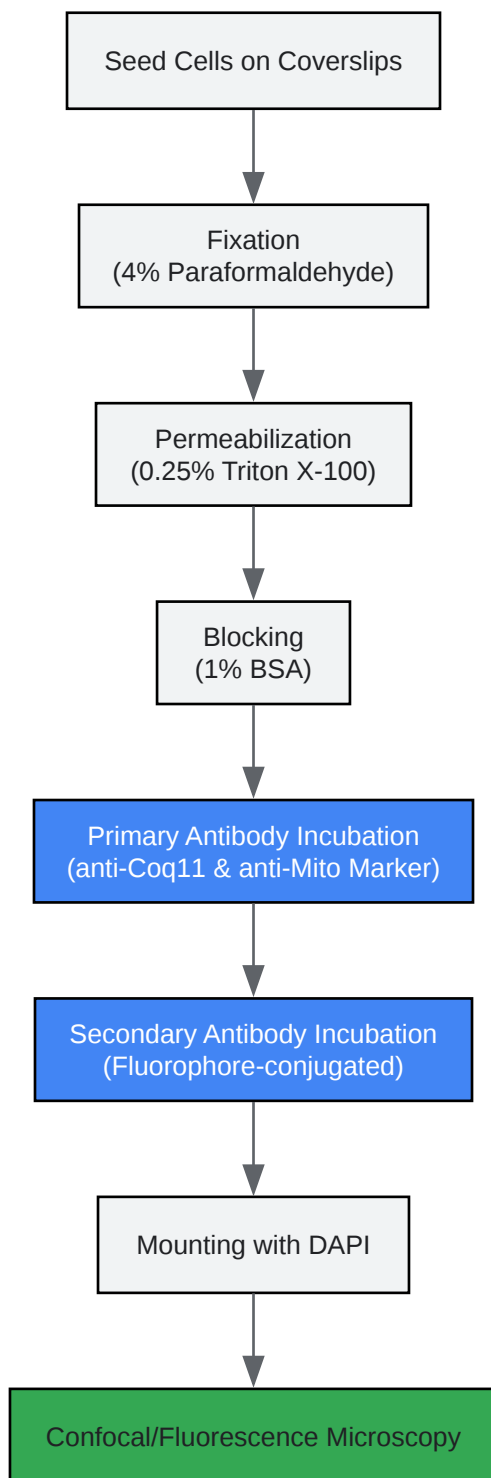 Seed Cells on Coverslips
Fixation
(4% Paraformaldehyde)
Permeabilization
(0.25% Triton X-100)
Blocking
(1% BSA)
Primary Antibody Incubation
(anti-Coq11 & anti-Mito Marker)
Secondary Antibody Incubation
(Fluorophore-conjugated)
Mounting with DAPI
Confocal/Fluorescence Microscopy